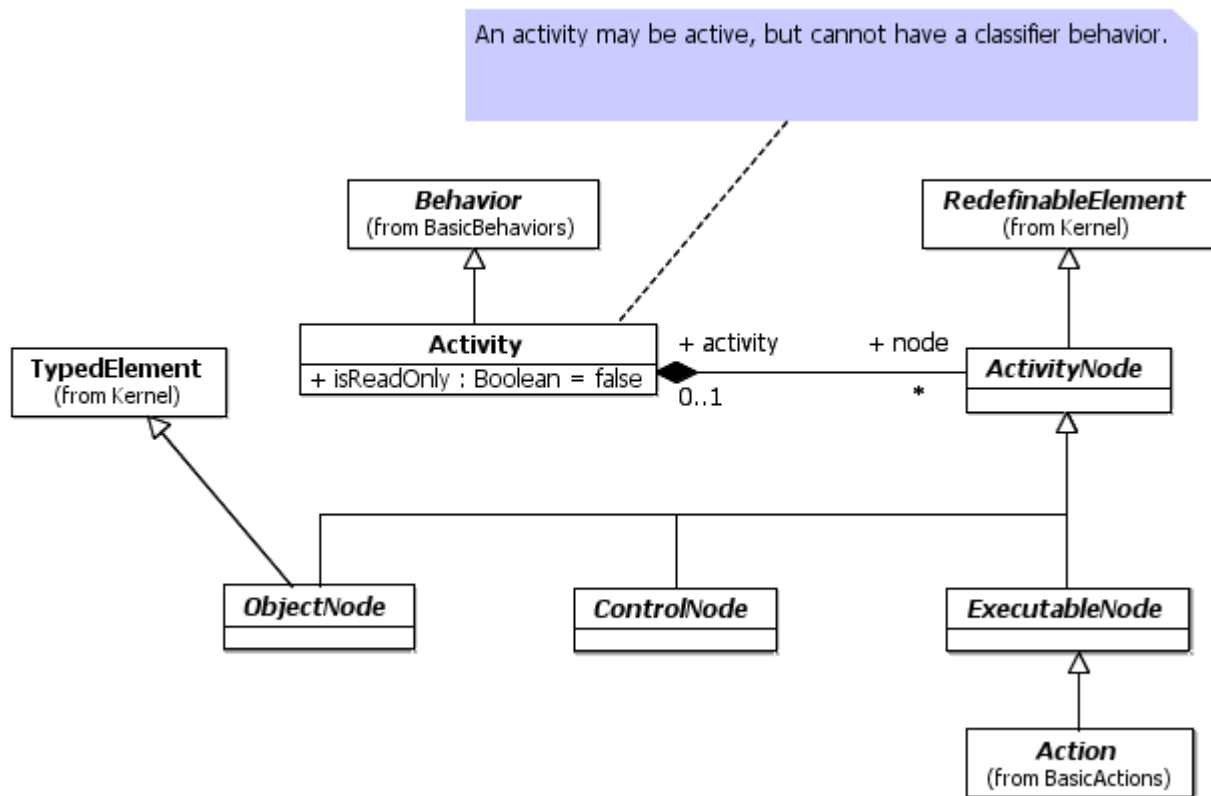 An activity may be active, but cannot have a classifier behavior.
Behavior
(from BasicBehaviors)
RedefinableElement
(from Kernel)
Activity
+ isReadOnly : Boolean = false
+ activity
0..1
+ node
*
ActivityNode
TypedElement
(from Kernel)
ObjectNode
ControlNode
ExecutableNode
Action
(from BasicActions)